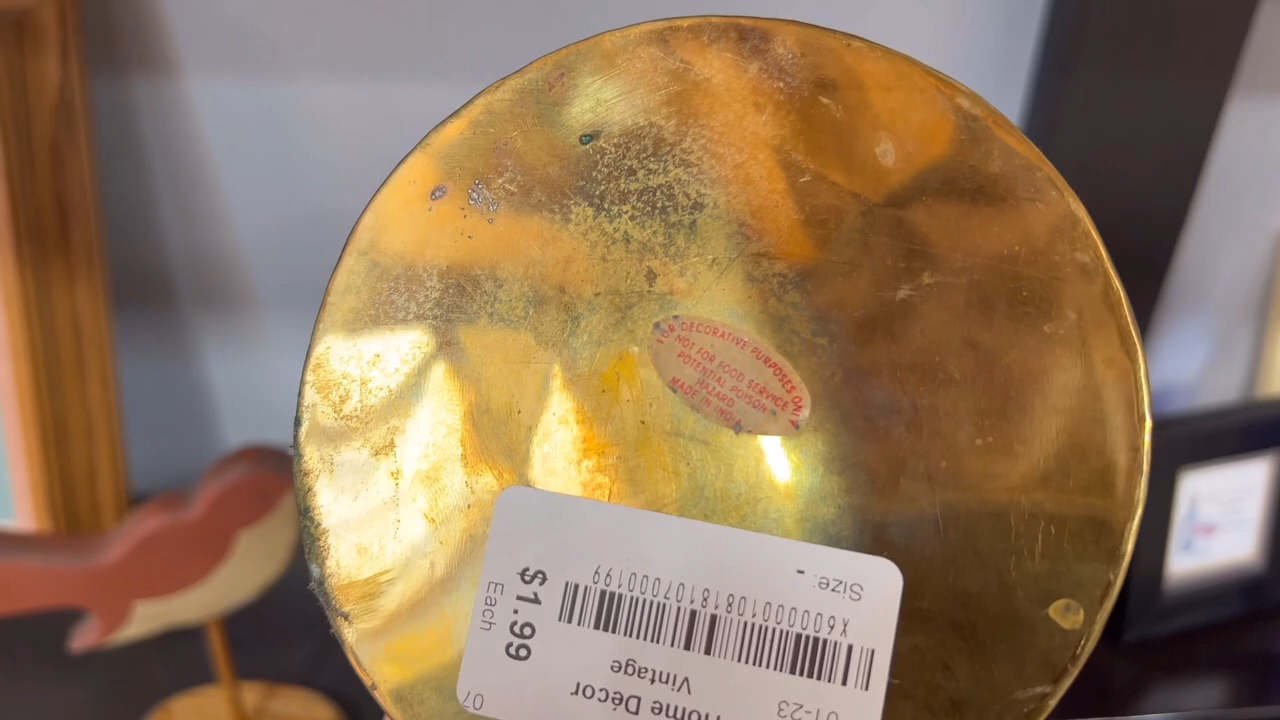 FOR DECORATIVE PURPOSES ONLY
NOT FOR FOOD SERVICE
POTENTIAL POISON
HAZARD
MADE IN INDIA
Home Décor
01-23
Vintage
X60000010818107000199
Size: -
$1.99
Each
07